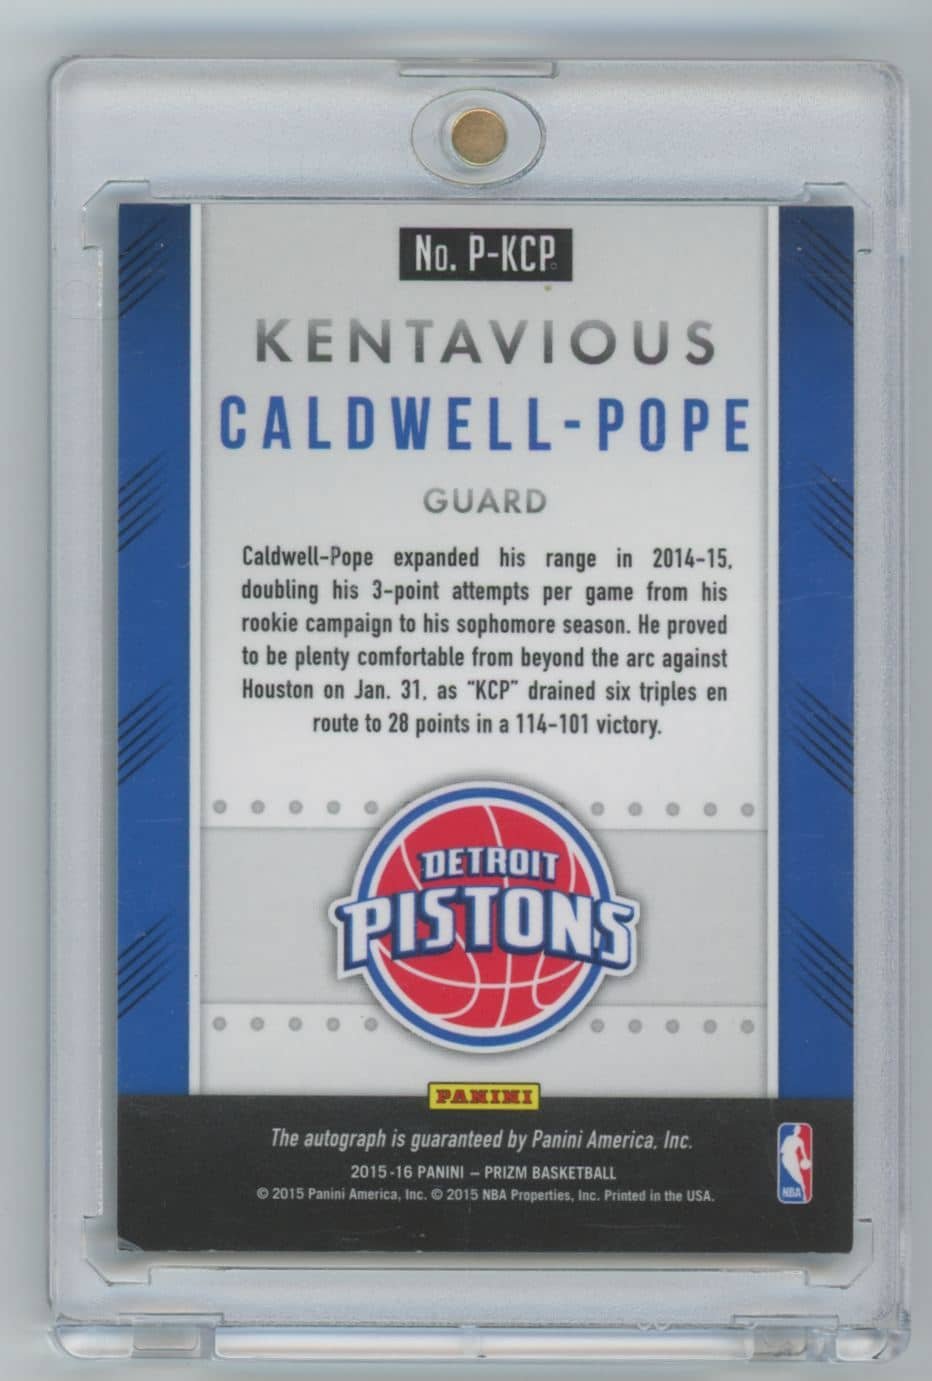 No. P-KCP
KENTAVIOUS
CALDWELL-POPE
GUARD
Caldwell-Pope expanded his range in 2014-15,
doubling his 3-point attempts per game from his
rookie campaign to his sophomore season. He proved
to be plenty comfortable from beyond the arc against
Houston on Jan. 31, as "KCP" drained six triples en
route to 28 points in a 114-101 victory.
DETROIT
PISTONS
PANINI
The autograph is guaranteed by Panini America, Inc.
2015-16 PANINI – PRIZM BASKETBALL
© 2015 Panini America, Inc. © 2015 NBA Properties, Inc. Printed in the USA.
NBA